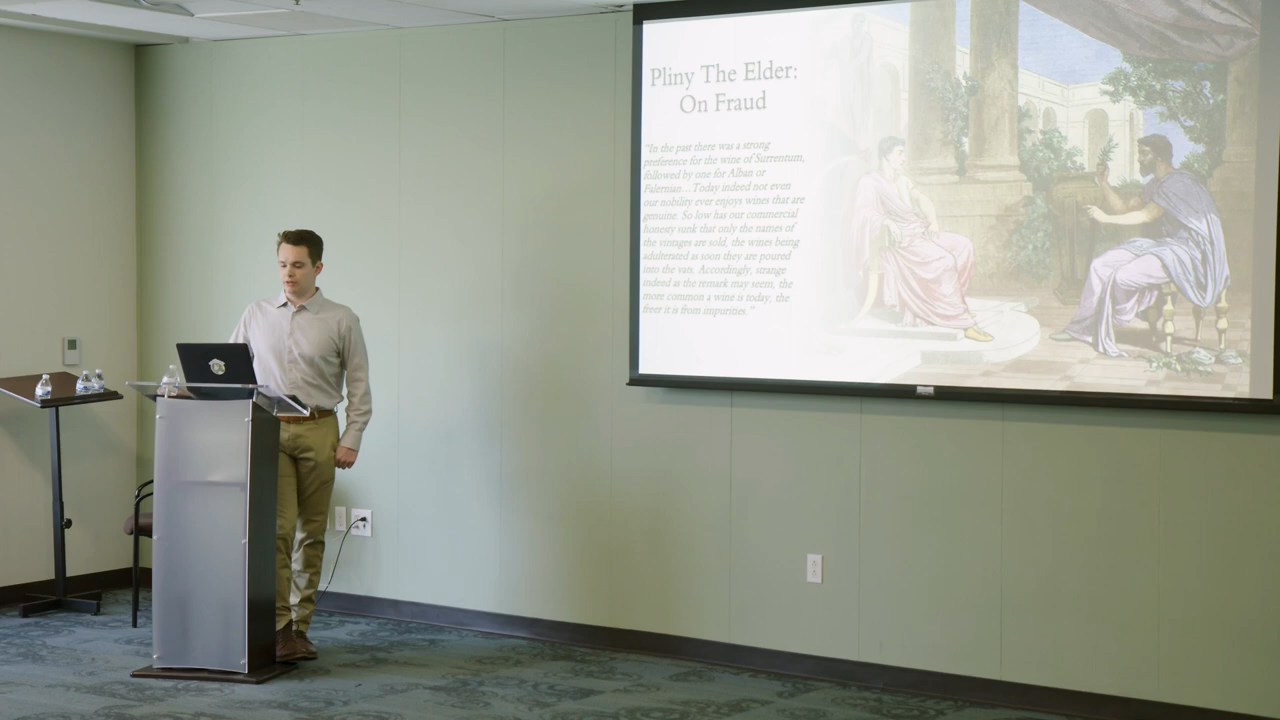 Pliny The Elder:
On Fraud
"In the past there was a strong
preference for the wine of Surrentum,
followed by one for Alban or
Falernian... Today indeed not even
our nobility ever enjoys wines that are
genuine. So low has our commercial
honesty sunk that only the names of
the vintages are sold, the wines being
adulterated as soon they are poured
into the vats. Accordingly, strange
indeed as the remark may seem, the
more common a wine is today, the
freer it is from impurities."